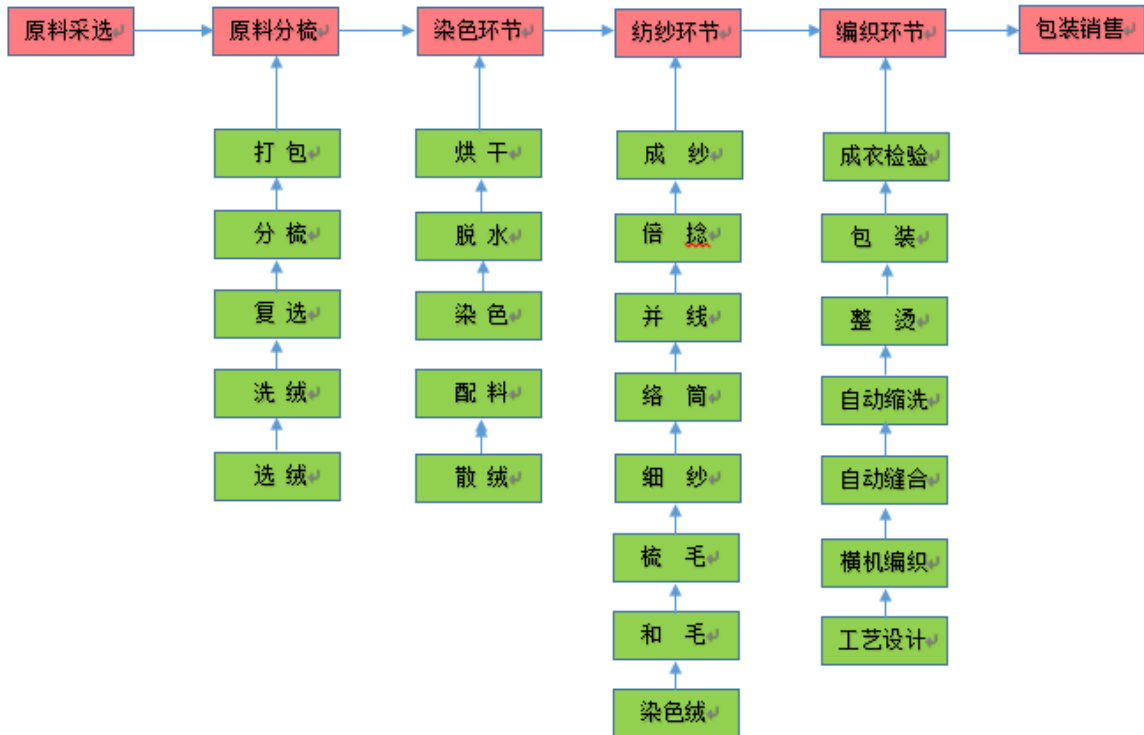 原料采选 原料分梳 染色环节 纺纱环节 编织环节 包装销售
打 包 烘 干 成 纱 成衣检验
分 梳 脱 水 倍 捻 包 装
复 选 染 色 并 线 整 烫
洗 绒 配 料 络 筒 自动缩洗
选 绒 散 绒 细 纱 自动缝合
梳 毛 横机编织
和 毛 工艺设计
染色绒